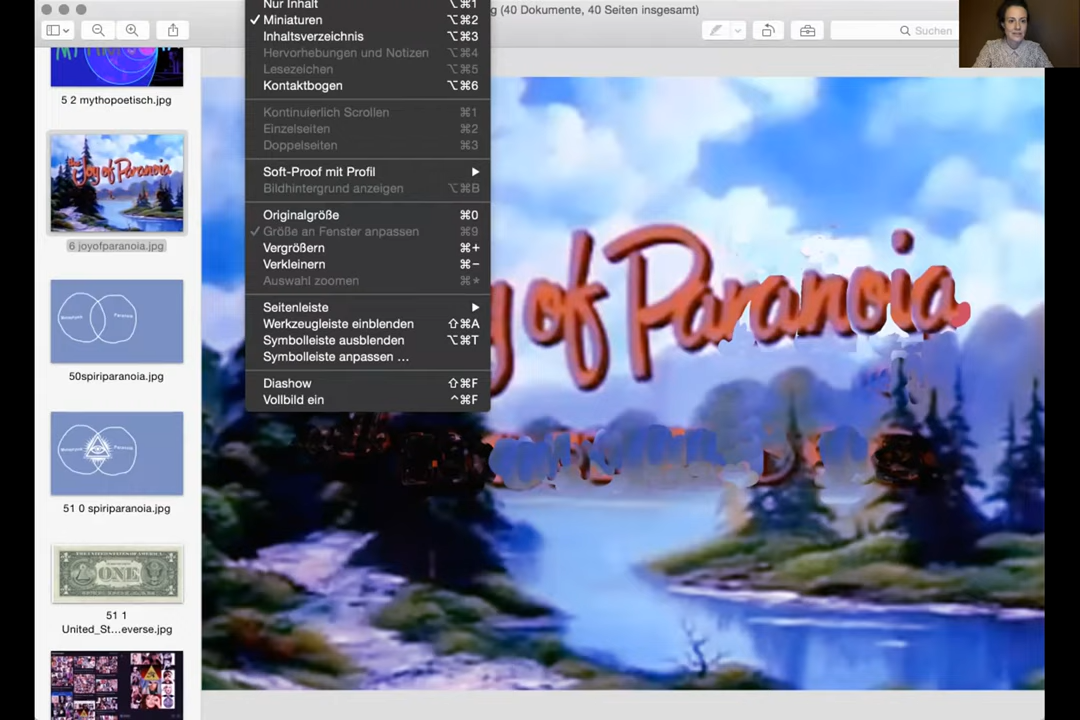 g (40 Dokumente, 40 Seiten insgesamt)
Suchen
Nur Inhalt ⌥⌘1
✓ Miniaturen ⌥⌘2
Inhaltsverzeichnis ⌥⌘3
Hervorhebungen und Notizen ⌥⌘4
Lesezeichen ⌥⌘5
Kontaktbogen ⌥⌘6
Kontinuierlich Scrollen ⌘1
Einzelseiten ⌘2
Doppelseiten ⌘3
Soft-Proof mit Profil ▶
Bildhintergrund anzeigen ⌥⌘B
Originalgröße ⌘0
✓ Größe an Fenster anpassen ⌘9
Vergrößern ⌘+
Verkleinern ⌘−
Auswahl zoomen ⌘*
Seitenleiste ▶
Werkzeugleiste einblenden ⇧⌘A
Symbolleiste ausblenden ⌥⌘T
Symbolleiste anpassen ...
Diashow ⇧⌘F
Vollbild ein ^⌘F
5 2 mythopoetisch.jpg
the Joy of Paranoia
6 joyofparanoia.jpg
Paranoia
50spiriparanoia.jpg
Paranoia
51 0 spiriparanoia.jpg
ONE
51 1
United_St...everse.jpg
y of Paranoia